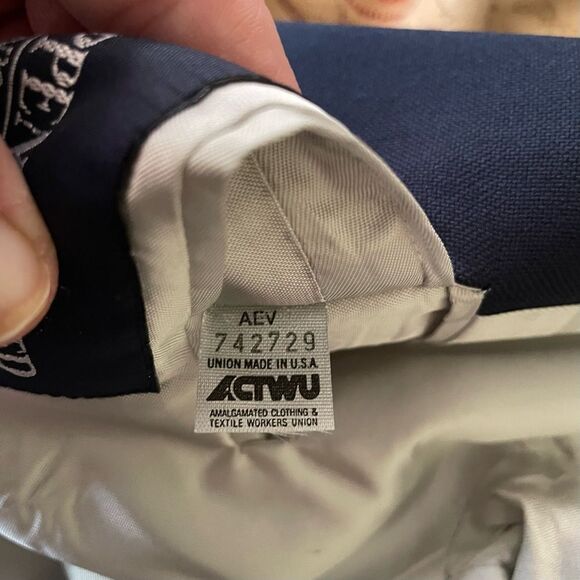 AEV
742729
UNION MADE IN U.S.A.
ACTWU
AMALGAMATED CLOTHING &
TEXTILE WORKERS UNION